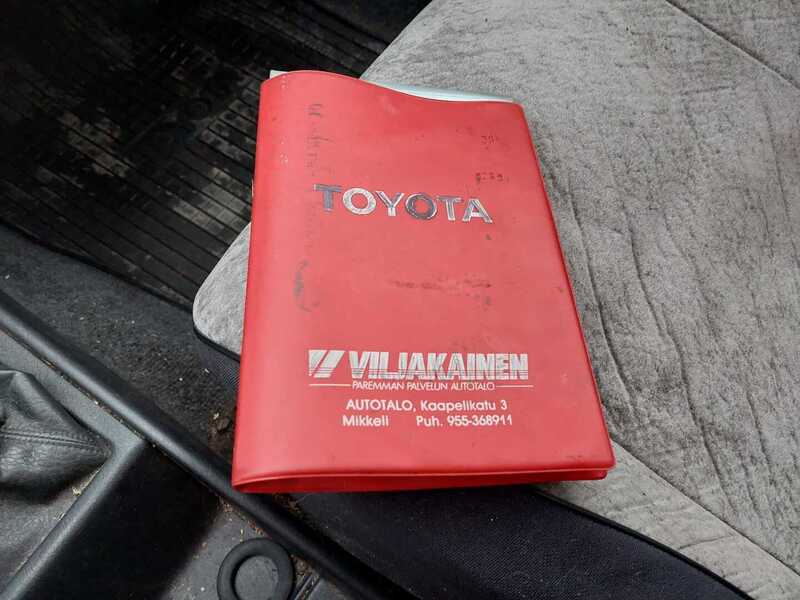 TOYOTA
VILJAKAINEN
PAREMMAN PALVELUN AUTOTALO
AUTOTALO, Kaapelikatu 3
Mikkeli Puh. 955-368911